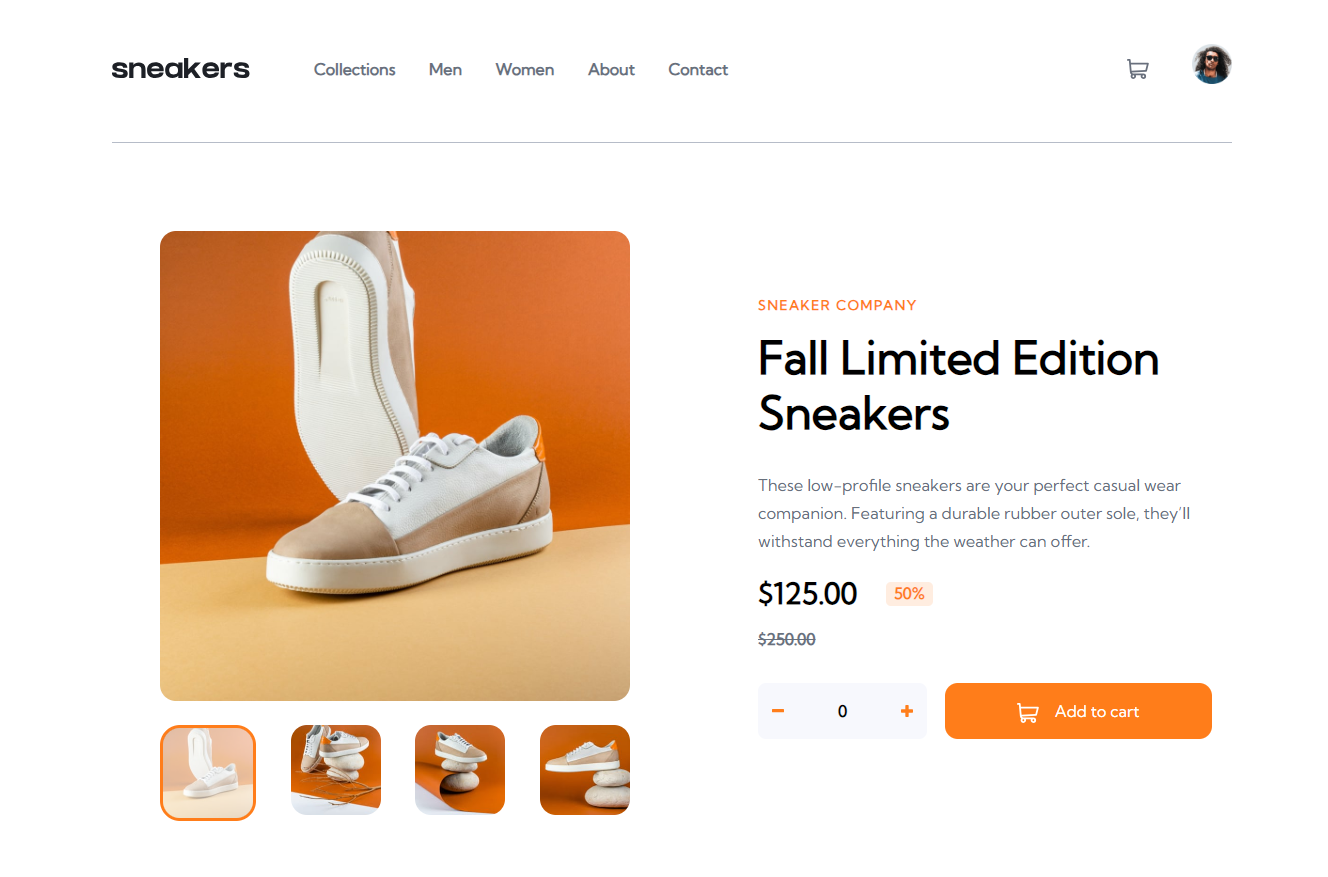 sneakers Collections Men Women About Contact
SNEAKER COMPANY
Fall Limited Edition
Sneakers
These low-profile sneakers are your perfect casual wear
companion. Featuring a durable rubber outer sole, they’ll
withstand everything the weather can offer.
$125.00 50%
$250.00
0 Add to cart